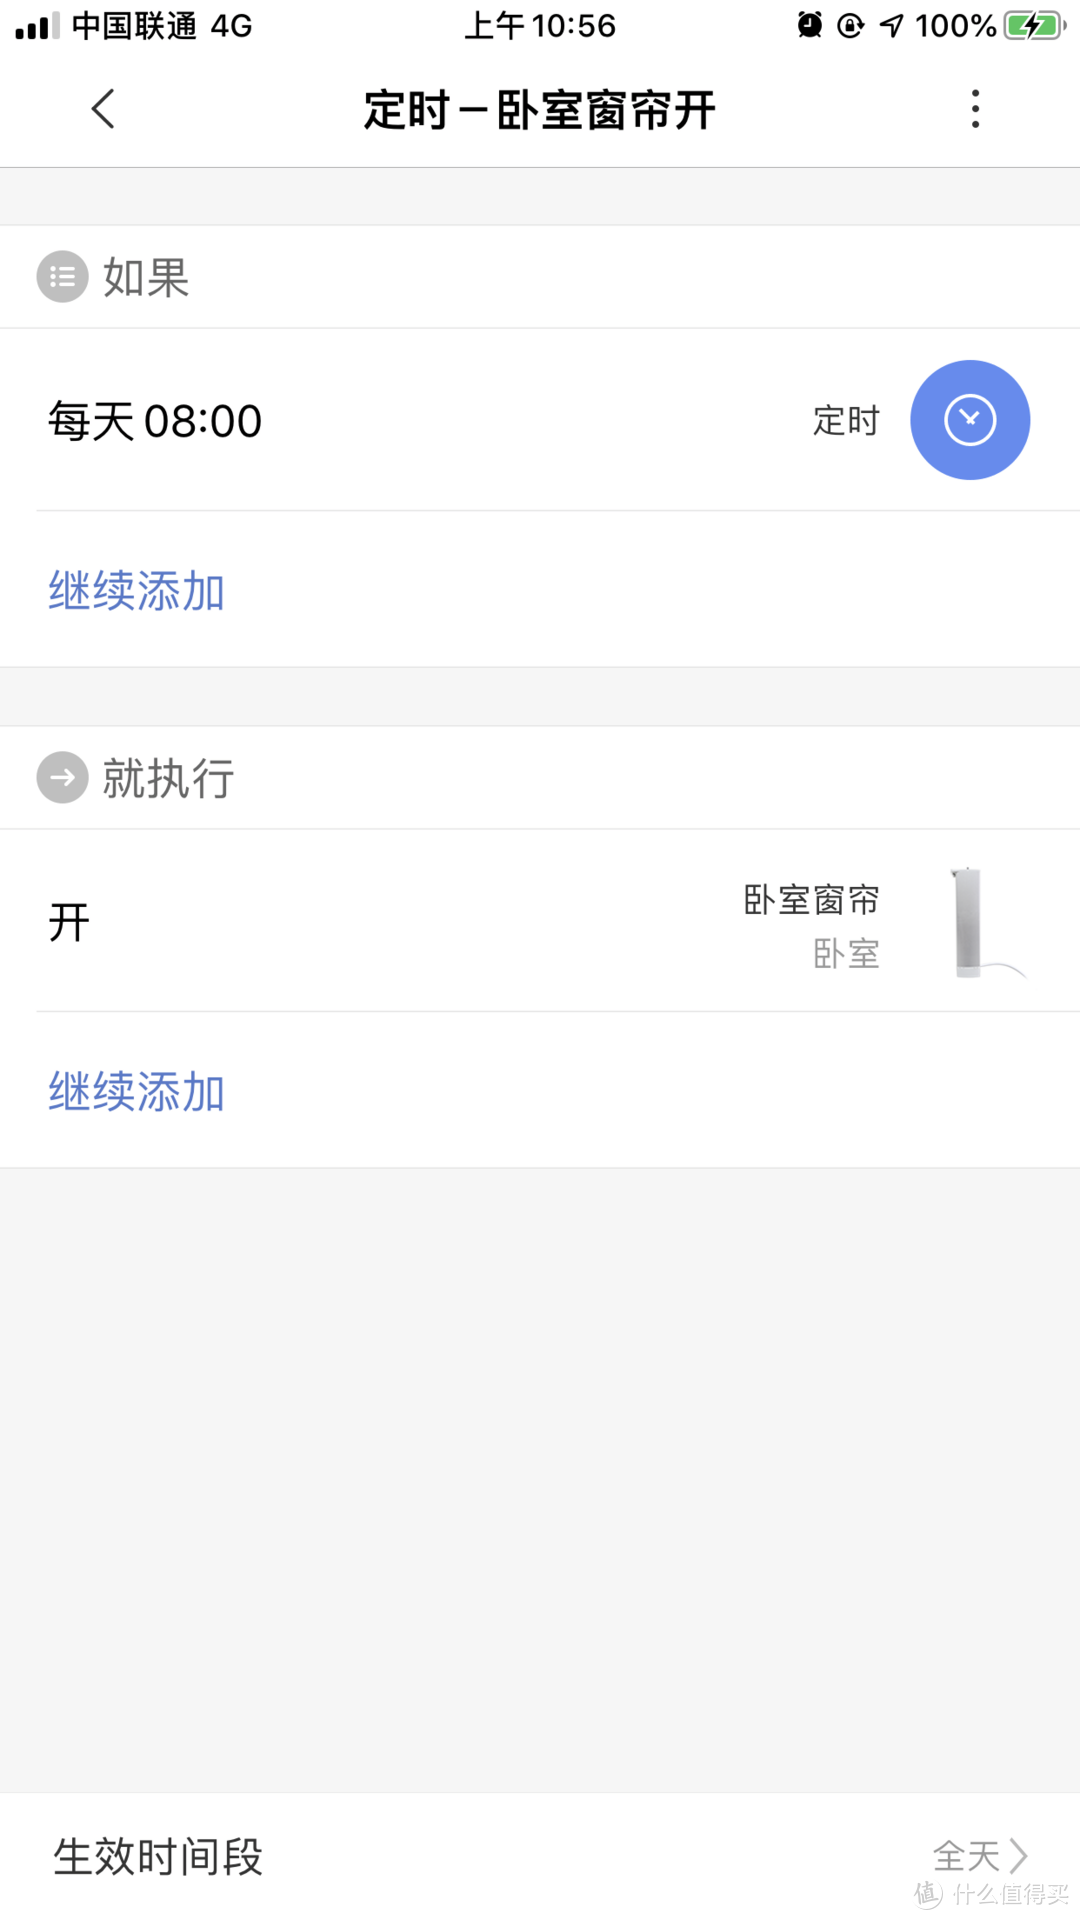 中国联通 4G 上午10:56 100%
定时－卧室窗帘开
如果
每天 08:00 定时
继续添加
就执行
开 卧室窗帘
卧室
继续添加
生效时间段 全天
值 什么值得买